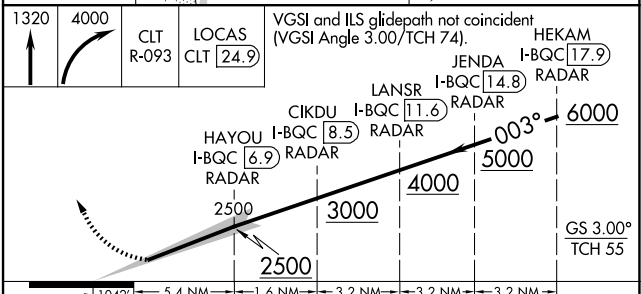 1320
4000
CLT
R-093
LOCAS
CLT 24.9
VGSI and ILS glidepath not coincident
(VGSI Angle 3.00/TCH 74).
HEKAM
I-BQC 17.9
RADAR
JENDA
I-BQC 14.8
RADAR
LANSR
I-BQC 11.6
RADAR
CIKDU
I-BQC 8.5
RADAR
HAYOU
I-BQC 6.9
RADAR
003°
6000
5000
4000
3000
2500
2500
GS 3.00°
TCH 55
1042'
5.4 NM
1.6 NM
3.2 NM
3.2 NM
3.2 NM